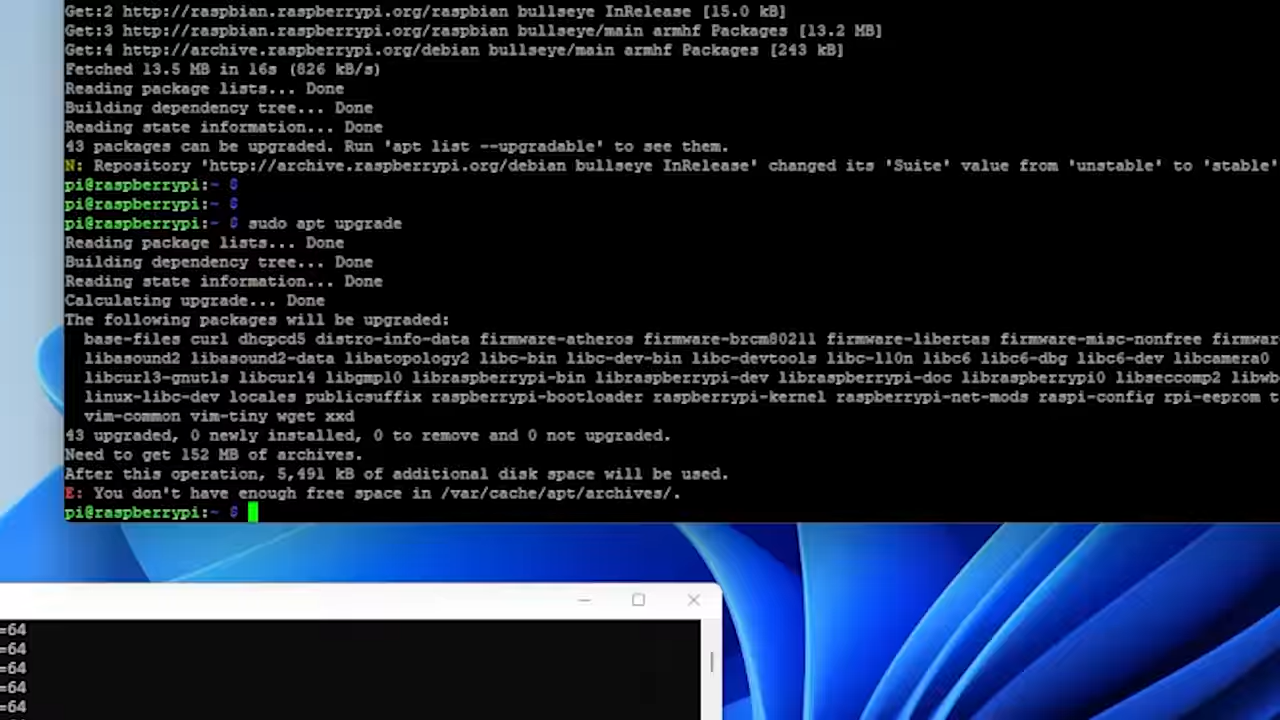 Get:2 http://raspbian.raspberrypi.org/raspbian bullseye InRelease [15.0 kB]
Get:3 http://raspbian.raspberrypi.org/raspbian bullseye/main armhf Packages [13.2 MB]
Get:4 http://archive.raspberrypi.org/debian bullseye/main armhf Packages [243 kB]
Fetched 13.5 MB in 16s (826 kB/s)
Reading package lists... Done
Building dependency tree... Done
Reading state information... Done
43 packages can be upgraded. Run 'apt list --upgradable' to see them.
N: Repository 'http://archive.raspberrypi.org/debian bullseye InRelease' changed its 'Suite' value from 'unstable' to 'stable'
pi@raspberrypi:~ $
pi@raspberrypi:~ $
pi@raspberrypi:~ $ sudo apt upgrade
Reading package lists... Done
Building dependency tree... Done
Reading state information... Done
Calculating upgrade... Done
The following packages will be upgraded:
base-files curl dhcpcd5 distro-info-data firmware-atheros firmware-brcm80211 firmware-libertas firmware-misc-nonfree firmwar
libasound2 libasound2-data libatopology2 libc-bin libc-dev-bin libc-devtools libc-l10n libc6 libc6-dbg libc6-dev libcamera0
libcurl3-gnutls libcurl4 libgmp10 libraspberrypi-bin libraspberrypi-dev libraspberrypi-doc libraspberrypi0 libseccomp2 libwb
linux-libc-dev locales publicsuffix raspberrypi-bootloader raspberrypi-kernel raspberrypi-net-mods raspi-config rpi-eeprom t
vim-common vim-tiny wget xxd
43 upgraded, 0 newly installed, 0 to remove and 0 not upgraded.
Need to get 152 MB of archives.
After this operation, 5,491 kB of additional disk space will be used.
E: You don't have enough free space in /var/cache/apt/archives/.
pi@raspberrypi:~ $
=64
=64
=64
=64
=64